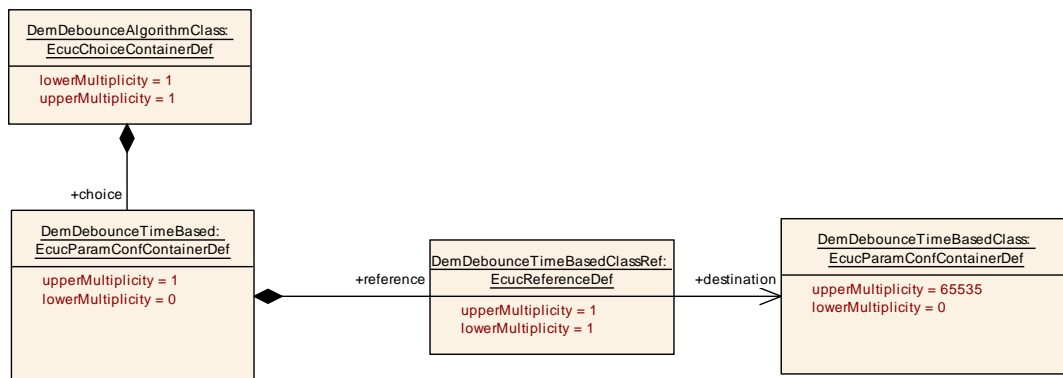 DemDebounceAlgorithmClass:
EcucChoiceContainerDef
lowerMultiplicity = 1
upperMultiplicity = 1
+choice
DemDebounceTimeBased:
EcucParamConfContainerDef
upperMultiplicity = 1
lowerMultiplicity = 0
+reference
DemDebounceTimeBasedClassRef:
EcucReferenceDef
upperMultiplicity = 1
lowerMultiplicity = 1
+destination
DemDebounceTimeBasedClass:
EcucParamConfContainerDef
upperMultiplicity = 65535
lowerMultiplicity = 0